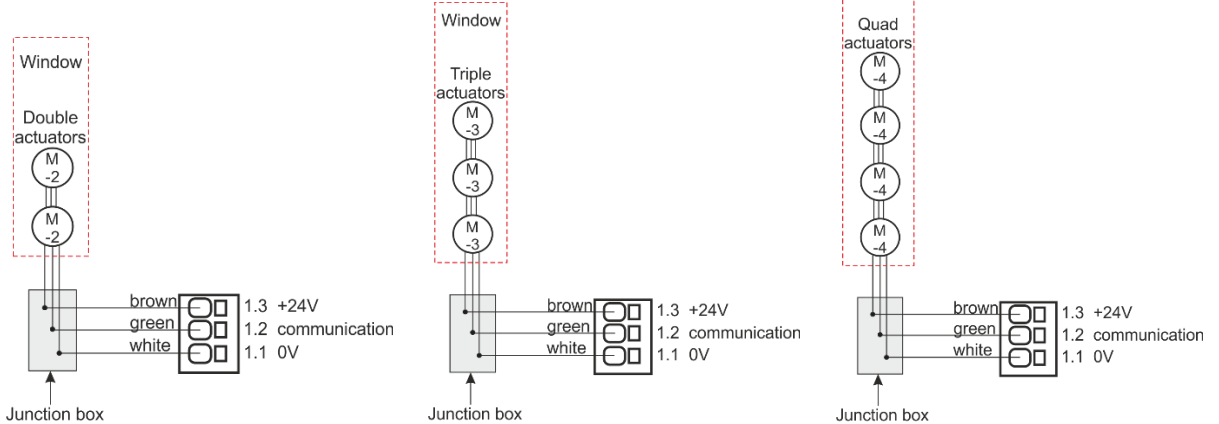 Window
Double
actuators
M
-2
M
-2
brown
1.3 +24V
green
1.2 communication
white
1.1 0V
Junction box
Window
Triple
actuators
M
-3
M
-3
M
-3
brown
1.3 +24V
green
1.2 communication
white
1.1 0V
Junction box
Quad
actuators
M
-4
M
-4
M
-4
M
-4
brown
1.3 +24V
green
1.2 communication
white
1.1 0V
Junction box